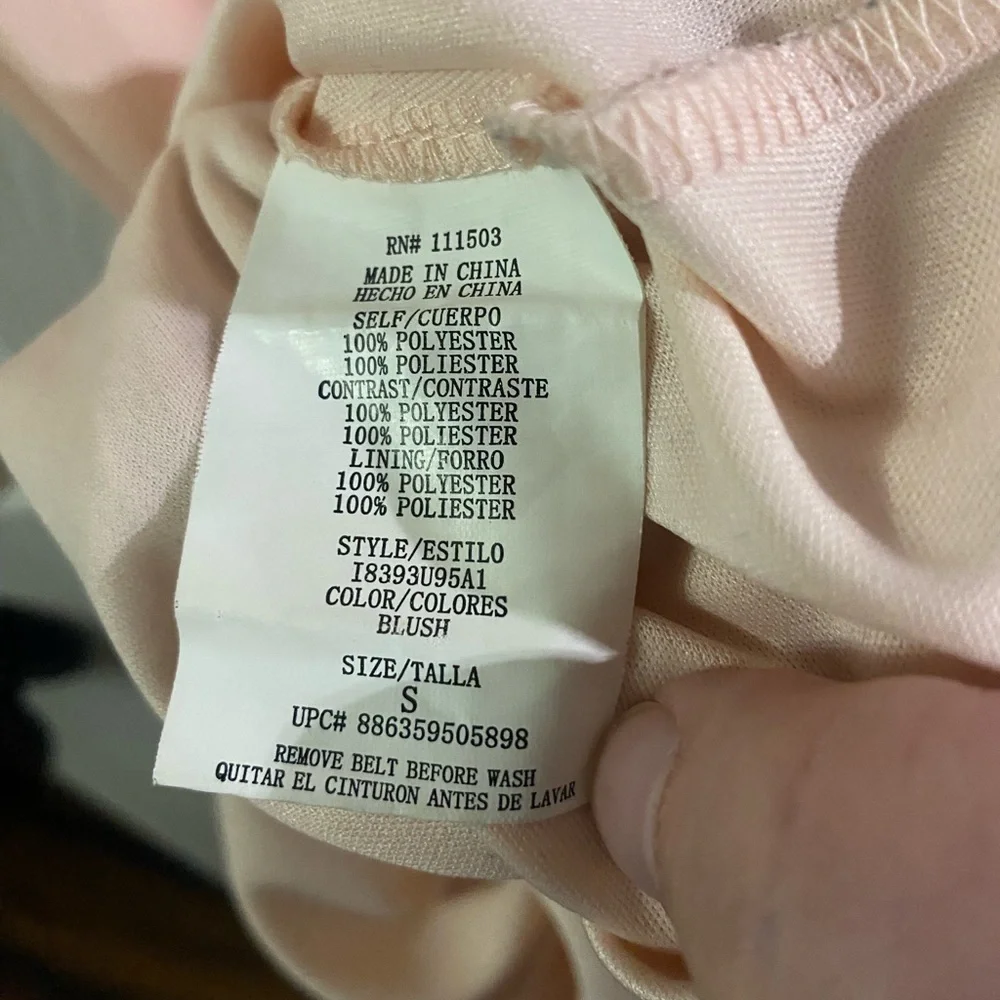 RN# 111503
MADE IN CHINA
HECHO EN CHINA
SELF/CUERPO
100% POLYESTER
100% POLIESTER
CONTRAST/CONTRASTE
100% POLYESTER
100% POLIESTER
LINING/FORRO
100% POLYESTER
100% POLIESTER
STYLE/ESTILO
I8393U95A1
COLOR/COLORES
BLUSH
SIZE/TALLA
S
UPC# 886359505898
REMOVE BELT BEFORE WASH
QUITAR EL CINTURON ANTES DE LAVAR